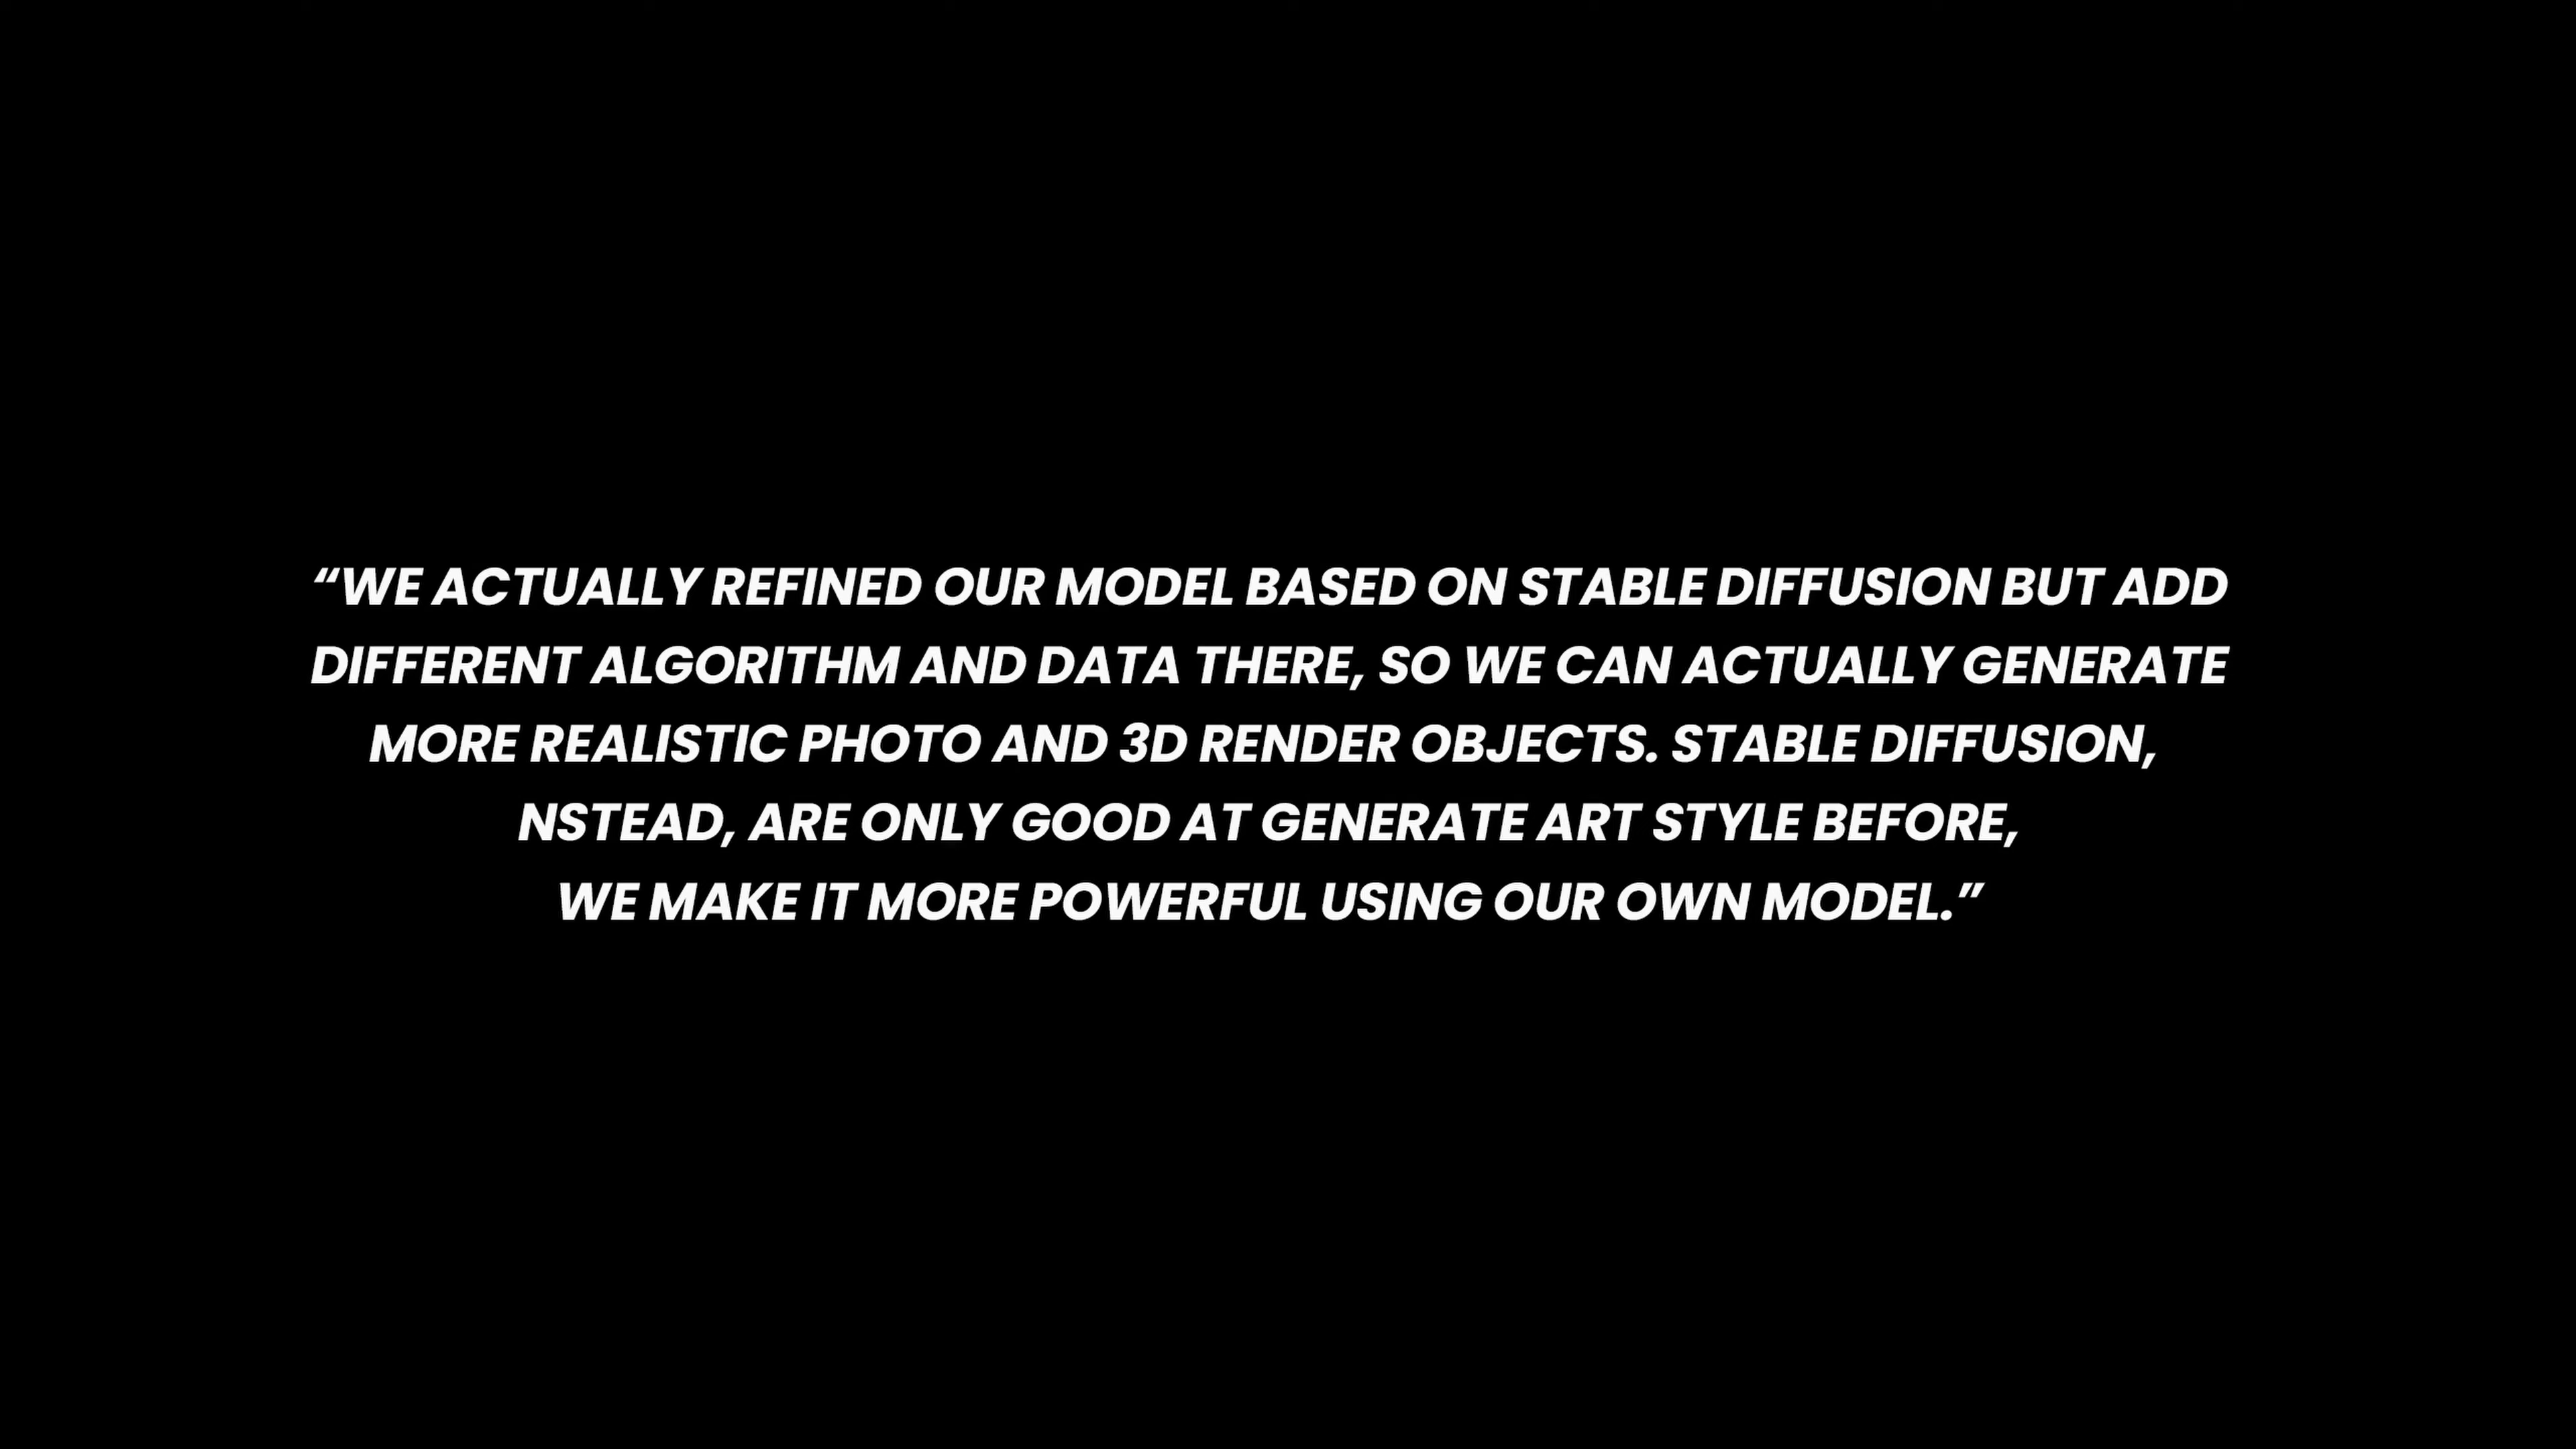 “WE ACTUALLY REFINED OUR MODEL BASED ON STABLE DIFFUSION BUT ADD
DIFFERENT ALGORITHM AND DATA THERE, SO WE CAN ACTUALLY GENERATE
MORE REALISTIC PHOTO AND 3D RENDER OBJECTS. STABLE DIFFUSION,
NSTEAD, ARE ONLY GOOD AT GENERATE ART STYLE BEFORE,
WE MAKE IT MORE POWERFUL USING OUR OWN MODEL.”